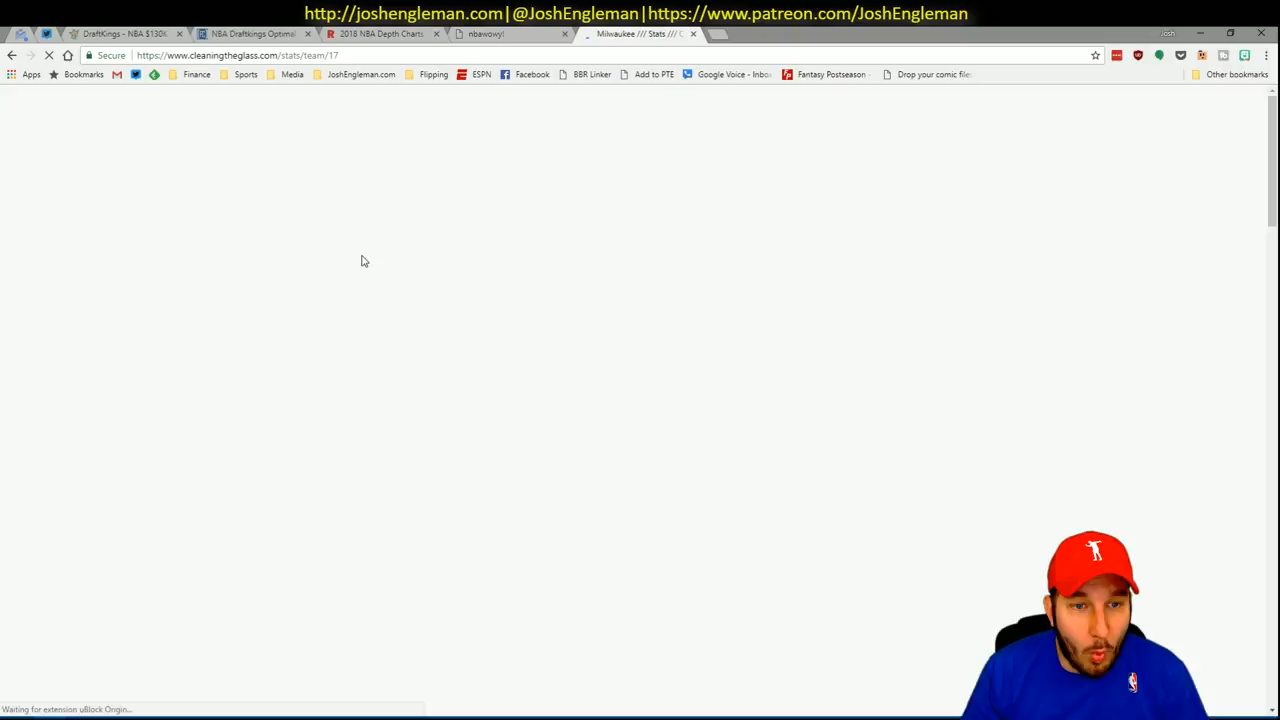 http://joshengleman.com|@JoshEngleman|https://www.patreon.com/JoshEngleman
DraftKings - NBA $130K
NBA Draftkings Optimal
2018 NBA Depth Charts
nbawowy!
Milwaukee /// Stats /// C
Josh
Secure
https://www.cleaningtheglass.com/stats/team/17
Apps
Bookmarks
Finance
Sports
Media
JoshEngleman.com
Flipping
ESPN
Facebook
BBR Linker
Add to PTE
Google Voice - Inbo
Fantasy Postseason -
Drop your comic file
Other bookmarks
Waiting for extension uBlock Origin...